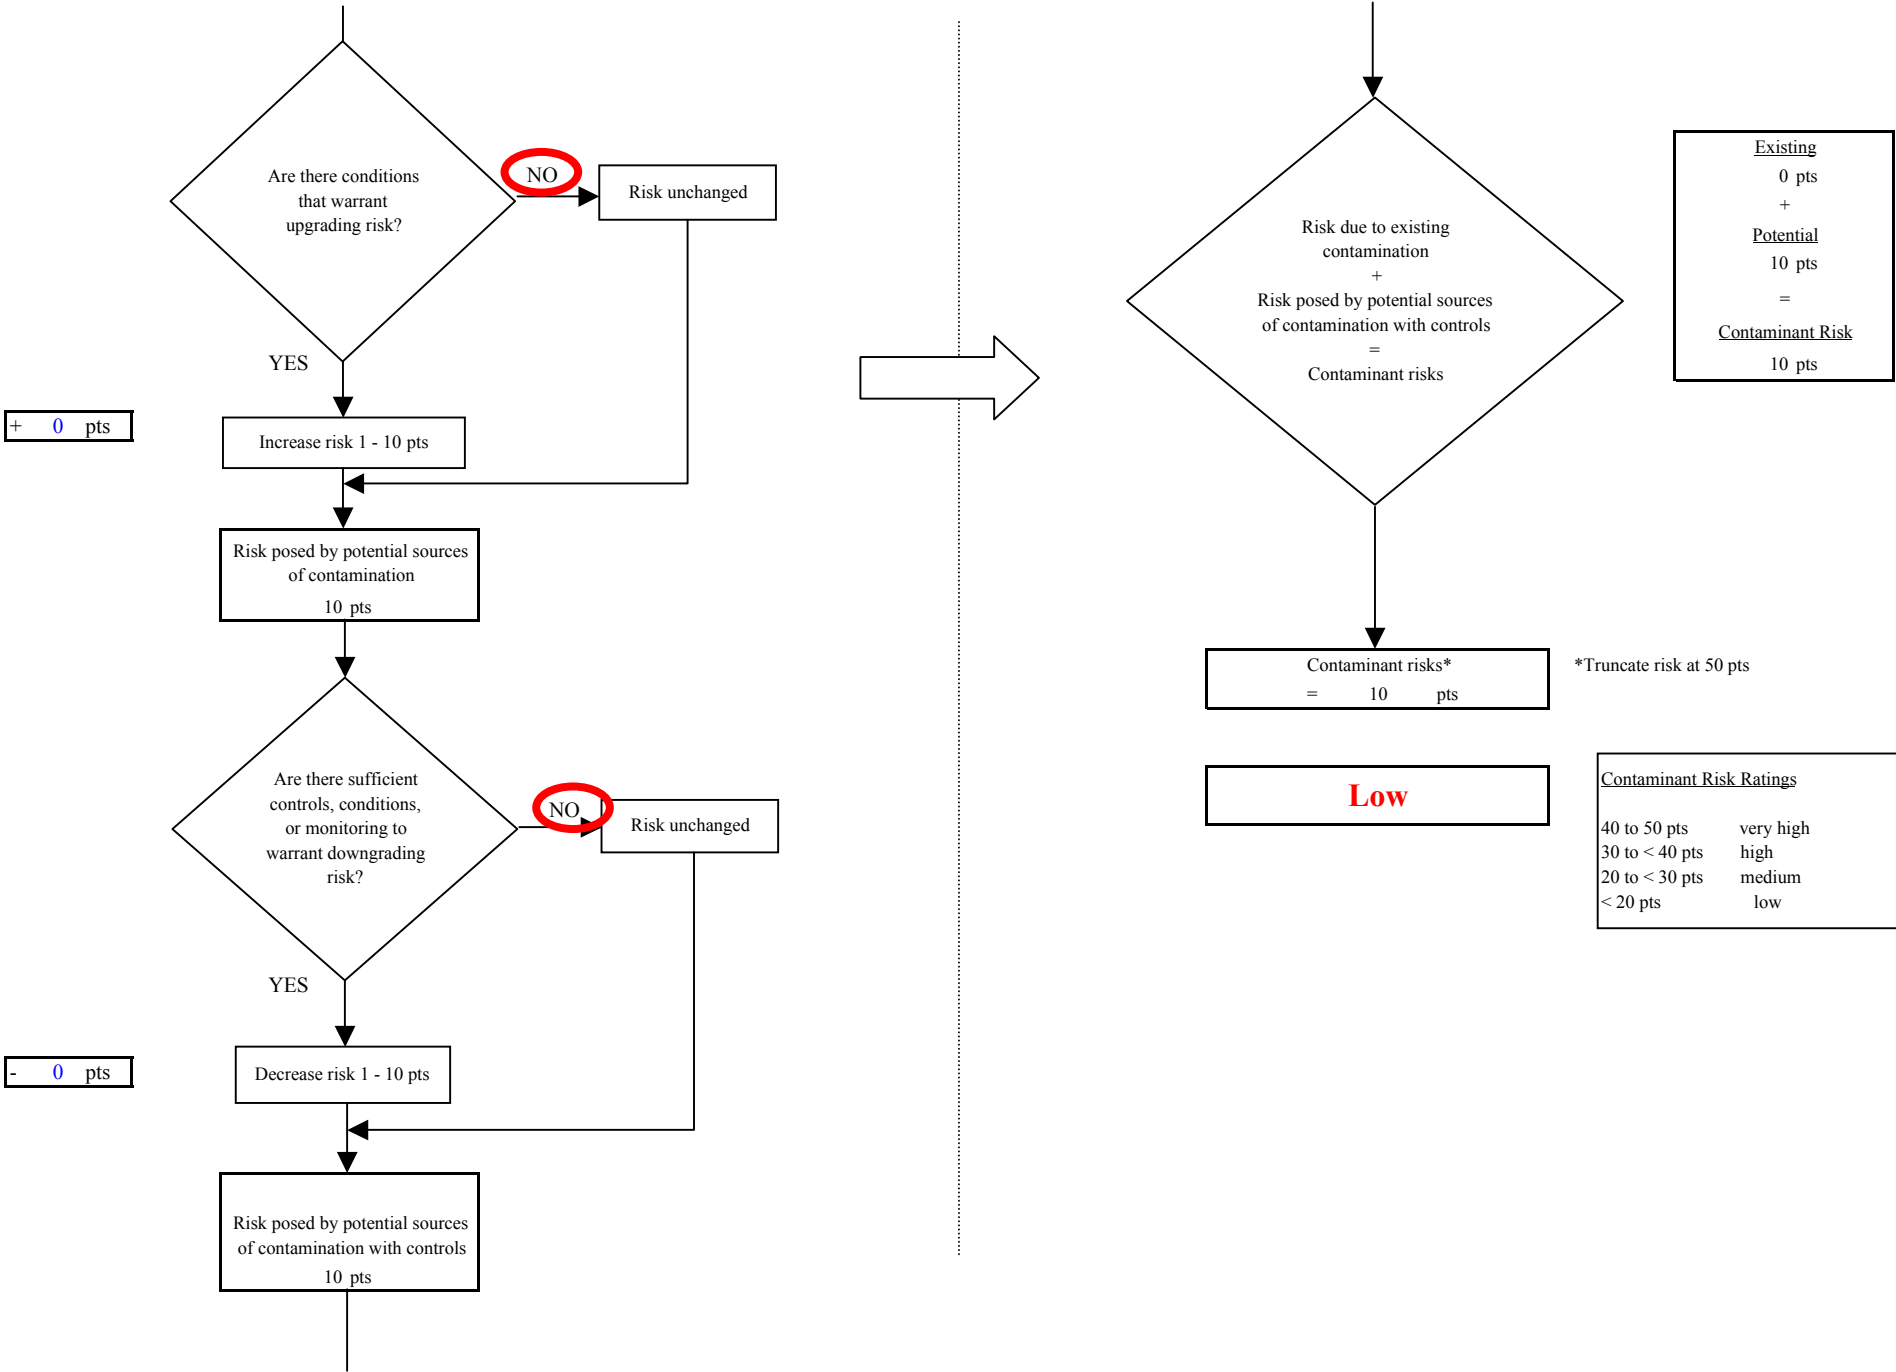 Are there conditions
that warrant
upgrading risk?
NO
Risk unchanged
YES
+ 0 pts
Increase risk 1 - 10 pts
Risk posed by potential sources
of contamination
10 pts
Are there sufficient
controls, conditions,
or monitoring to
warrant downgrading
risk?
NO
Risk unchanged
YES
- 0 pts
Decrease risk 1 - 10 pts
Risk posed by potential sources
of contamination with controls
10 pts
Risk due to existing
contamination
+
Risk posed by potential sources
of contamination with controls
=
Contaminant risks
Existing
0 pts
+
Potential
10 pts
=
Contaminant Risk
10 pts
Contaminant risks*
= 10 pts
*Truncate risk at 50 pts
Low
Contaminant Risk Ratings
40 to 50 pts very high
30 to < 40 pts high
20 to < 30 pts medium
< 20 pts low